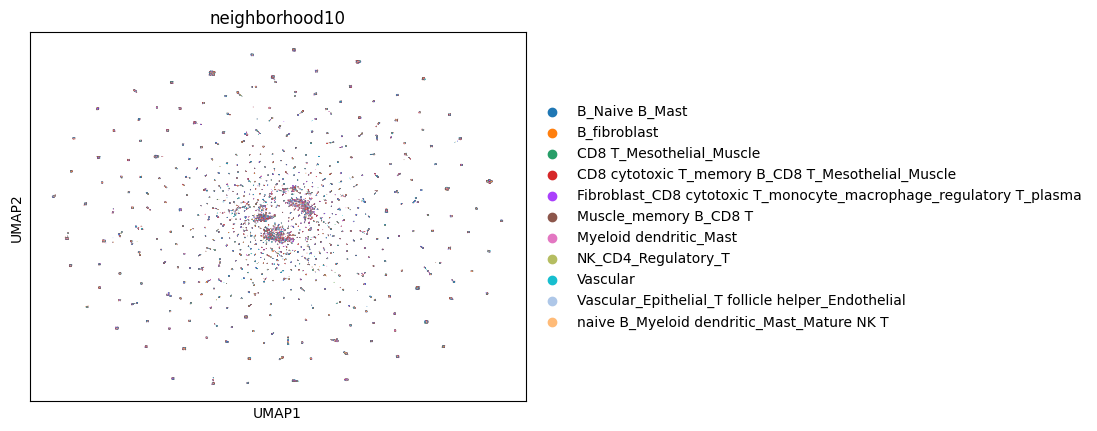 neighborhood10
UMAP2
UMAP1
B_Naive B_Mast
B_fibroblast
CD8 T_Mesothelial_Muscle
CD8 cytotoxic T_memory B_CD8 T_Mesothelial_Muscle
Fibroblast_CD8 cytotoxic T_monocyte_macrophage_regulatory T_plasma
Muscle_memory B_CD8 T
Myeloid dendritic_Mast
NK_CD4_Regulatory_T
Vascular
Vascular_Epithelial_T follicle helper_Endothelial
naive B_Myeloid dendritic_Mast_Mature NK T